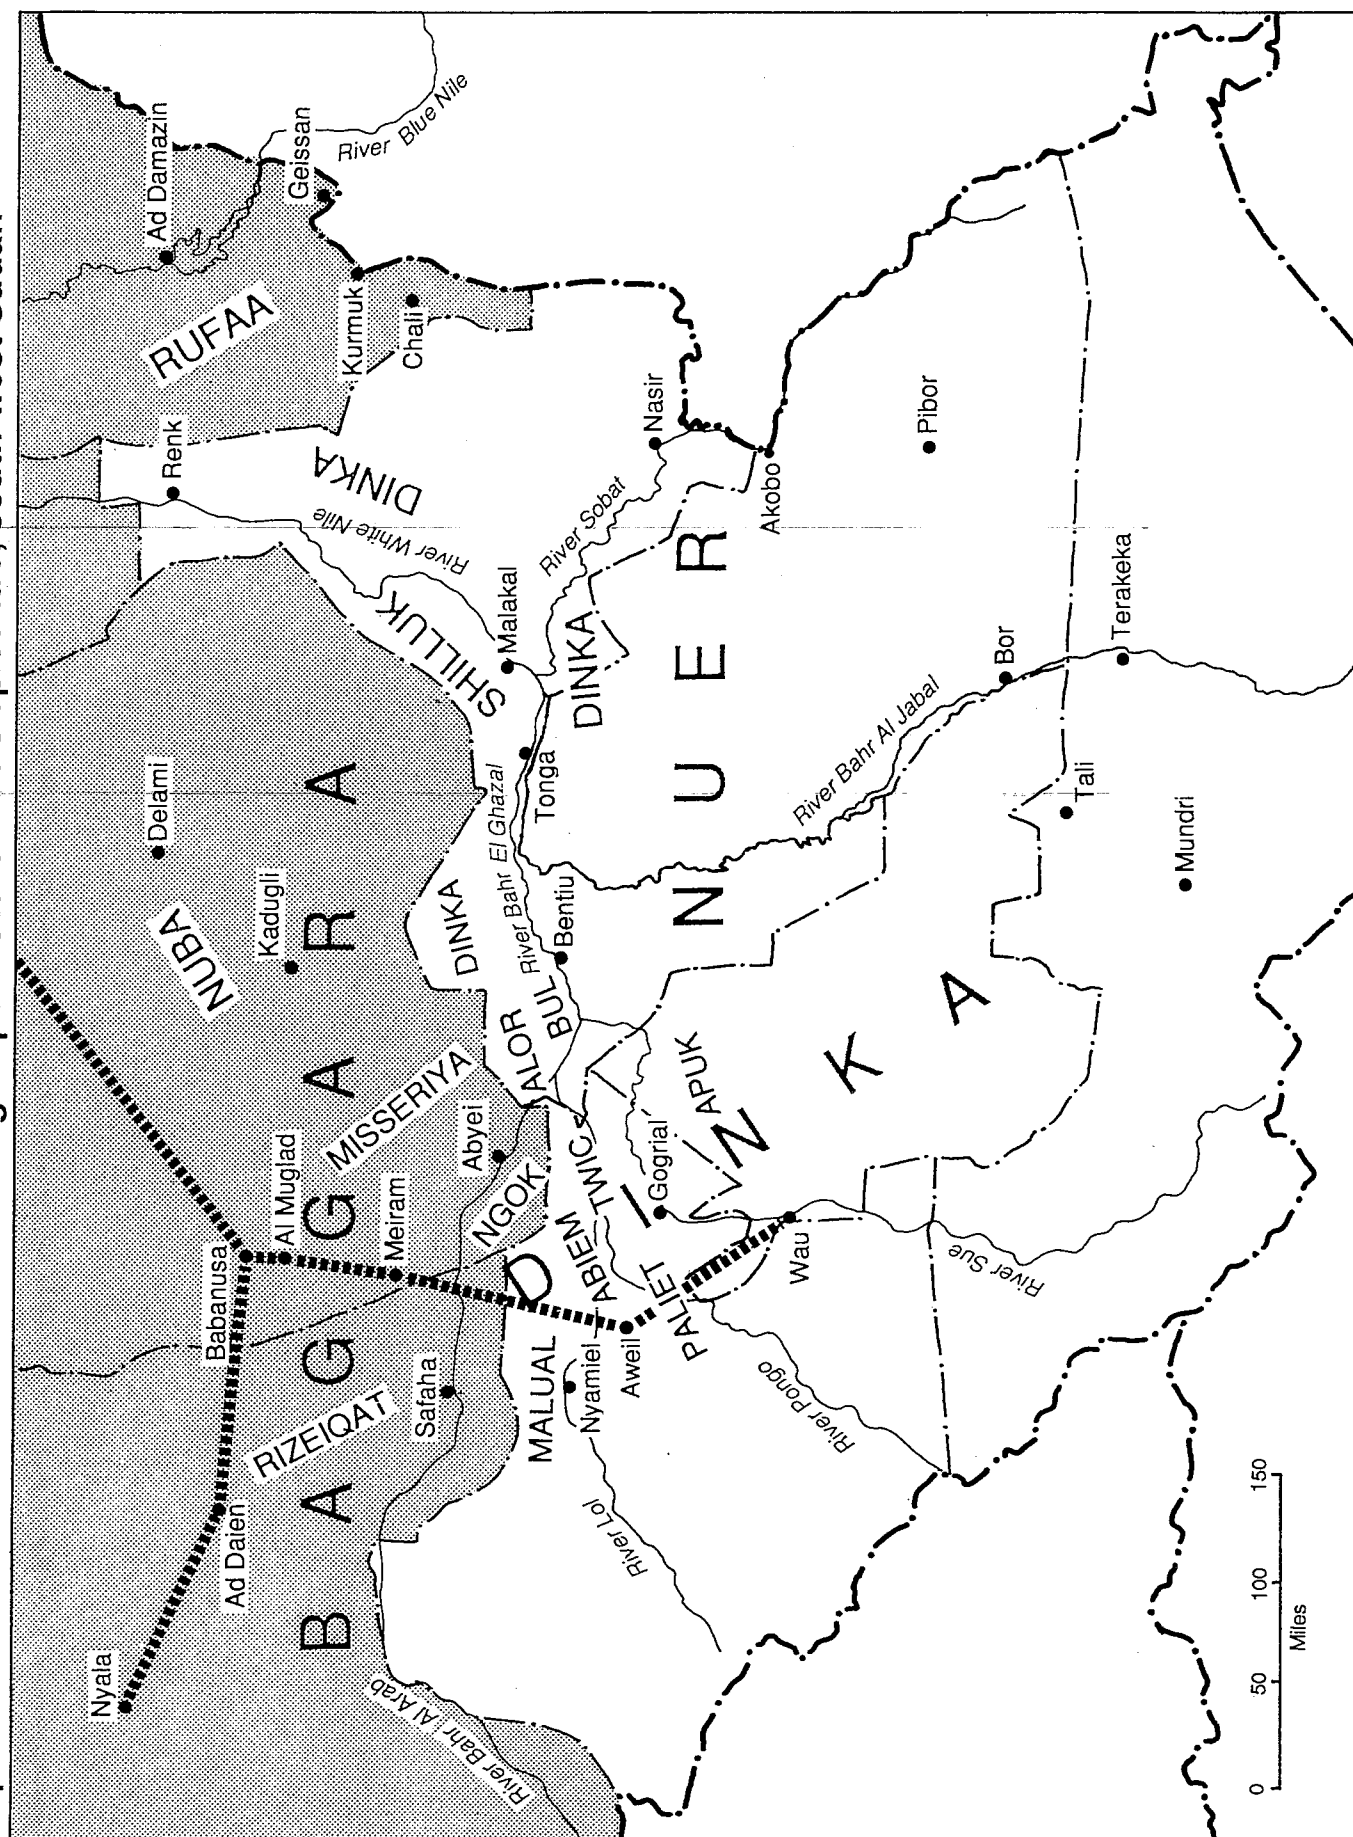 Nyala
Ad Damazin
Delami
Renk
NUBA
RUFAA
Babanusa
Ad Daien
Kadugli
Al Muglad
Geissan
RIZEIQAT
BAGGARA
MISSERIYA
Kurmuk
River Blue Nile
Meiram
River Bahr Al Arab
Safaha
Chali
DINKA
River White Nile
SHILLUK
Abyei
NGOK
DINKA
Malakal
River Bahr El Ghazal
ALOR
BUL
MALUAL
Tonga
Bentiu
River Sobat
Nasir
DINKA
Nyamiel
ABIEM
TWIC
River Lol
Aweil
Gogrial
DINKA
APUK
PALIET
NUER
Akobo
Wau
River Pongo
Pibor
River Bahr Al Jabal
Bor
River Sue
Tali
Terakeka
Mundri
0 50 100 150
Miles